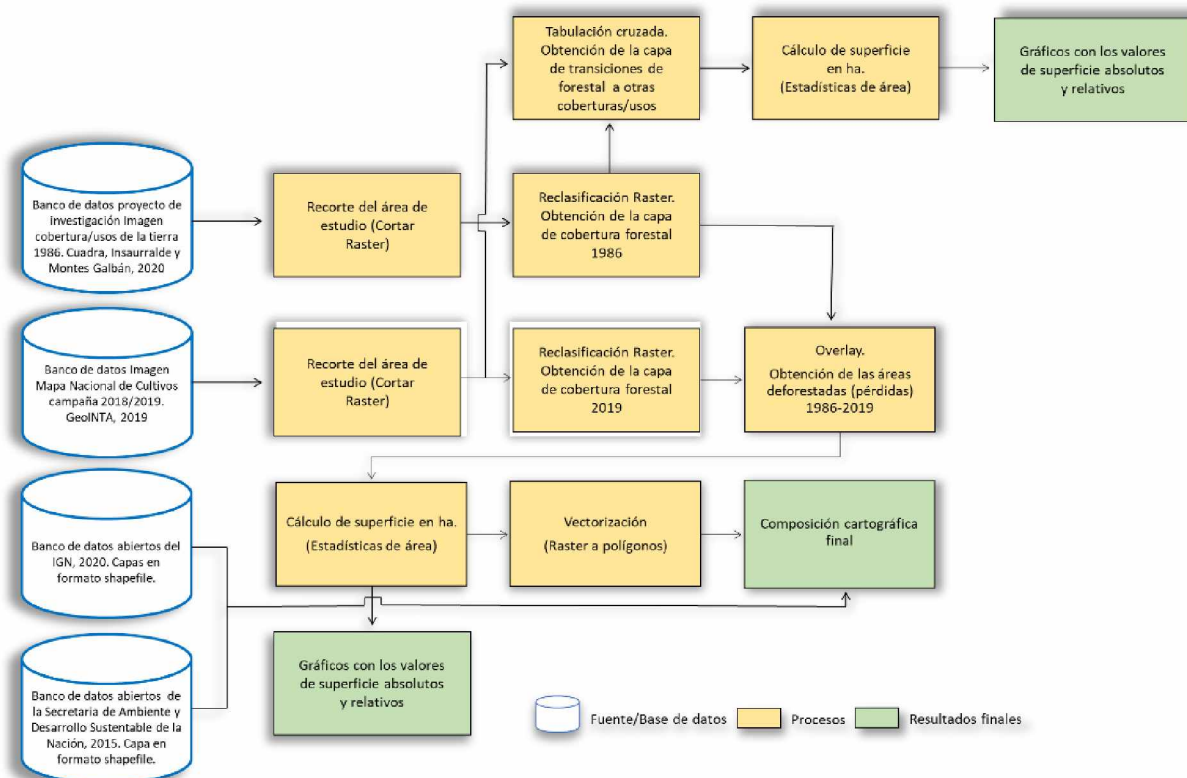 Tabulación cruzada.
Obtención de la capa
de transiciones de
forestal a otras
coberturas/usos
Cálculo de superficie
en ha.
(Estadísticas de área)
Gráficos con los valores
de superficie absolutos
y relativos
Banco de datos proyecto de
investigación Imagen
cobertura/usos de la tierra
1986. Cuadra, Insaurralde y
Montes Galbán, 2020
Recorte del área de
estudio (Cortar
Raster)
Reclasificación Raster.
Obtención de la capa
de cobertura forestal
1986
Banco de datos Imagen
Mapa Nacional de Cultivos
campaña 2018/2019.
GeoINTA, 2019
Recorte del área de
estudio (Cortar
Raster)
Reclasificación Raster.
Obtención de la capa
de cobertura forestal
2019
Overlay.
Obtención de las áreas
deforestadas (pérdidas)
1986-2019
Banco de datos abiertos del
IGN, 2020. Capas en
formato shapefile.
Cálculo de superficie en ha.
(Estadísticas de área)
Vectorización
(Raster a polígonos)
Composición cartográfica
final
Banco de datos abiertos de
la Secretaria de Ambiente y
Desarrollo Sustentable de la
Nación, 2015. Capa en
formato shapefile.
Gráficos con los valores
de superficie absolutos
y relativos
Fuente/Base de datos
Procesos
Resultados finales